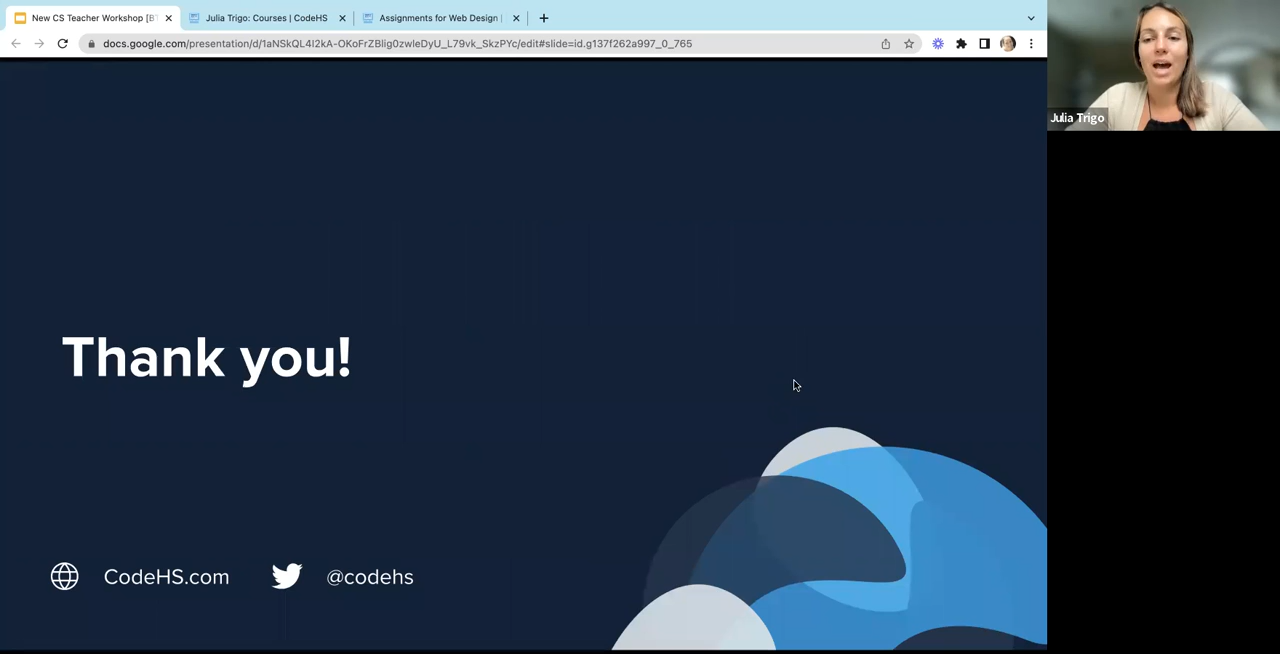 New CS Teacher Workshop [BT
Julia Trigo: Courses | CodeHS
Assignments for Web Design |
docs.google.com/presentation/d/1aNSkQL4I2kA-OKoFrZBlig0zwleDyU_L79vk_SkzPYc/edit#slide=id.g137f262a997_0_765
Julia Trigo
Thank you!
CodeHS.com
@codehs